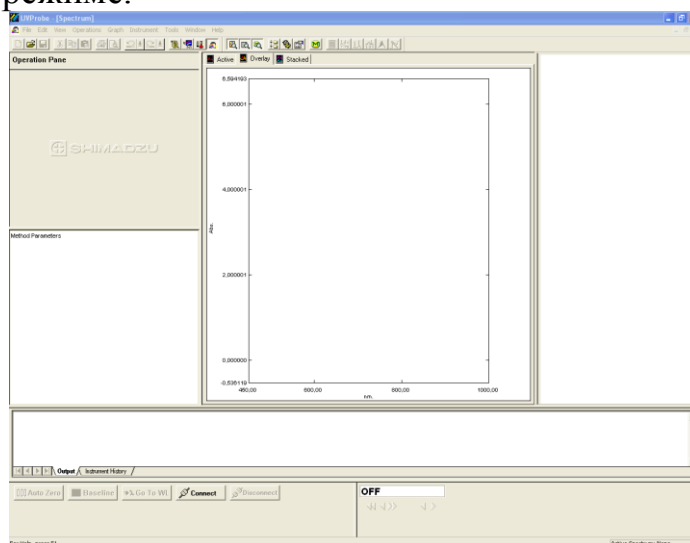 режиме:
UVProbe - [Spectrum]
File Edit View Operations Graph Instrument Tools Window Help
Operation Pane
Active Overlay Stacked
SHIMADZU
Method Parameters
6,594193
6,000001
4,000001
2,000001
0,000000
-0,535119
Abs.
450,00 600,00 800,00 1000,00
nm.
Output Instrument History
Auto Zero Baseline Go To WL Connect Disconnect
OFF